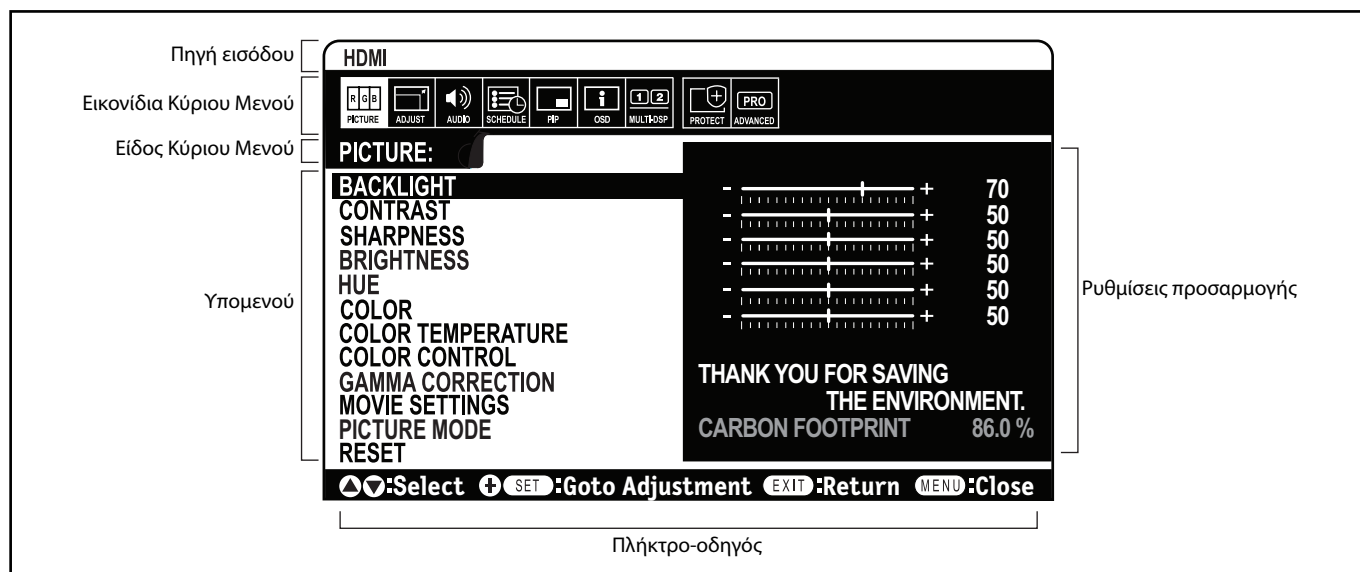 Πηγή εισόδου
HDMI
Εικονίδια Κύριου Μενού
R G B
PICTURE
ADJUST
AUDIO
SCHEDULE
PIP
i
OSD
1 2
MULTI-DSP
PROTECT
PRO
ADVANCED
Είδος Κύριου Μενού
PICTURE:
Υπομενού
BACKLIGHT
CONTRAST
SHARPNESS
BRIGHTNESS
HUE
COLOR
COLOR TEMPERATURE
COLOR CONTROL
GAMMA CORRECTION
MOVIE SETTINGS
PICTURE MODE
RESET
- + 70
- + 50
- + 50
- + 50
- + 50
- + 50
THANK YOU FOR SAVING
THE ENVIRONMENT.
CARBON FOOTPRINT 86.0 %
Ρυθμίσεις προσαρμογής
:Select SET :Goto Adjustment EXIT :Return MENU :Close
Πλήκτρο-οδηγός